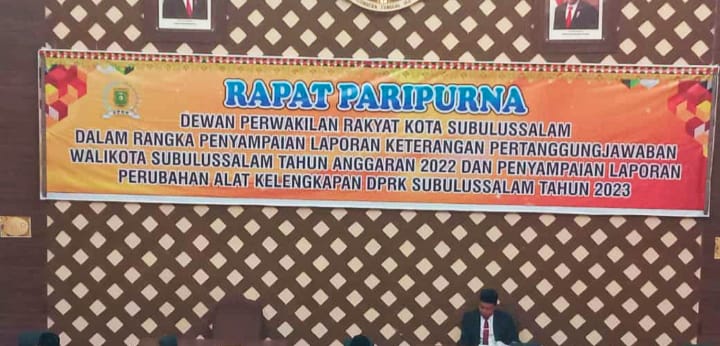 RAPAT PARIPURNA
DEWAN PERWAKILAN RAKYAT KOTA SUBULUSSALAM
DALAM RANGKA PENYAMPAIAN LAPORAN KETERANGAN PERTANGGUNGJAWABAN
WALIKOTA SUBULUSSALAM TAHUN ANGGARAN 2022 DAN PENYAMPAIAN LAPORAN
PERUBAHAN ALAT KELENGKAPAN DPRK SUBULUSSALAM TAHUN 2023